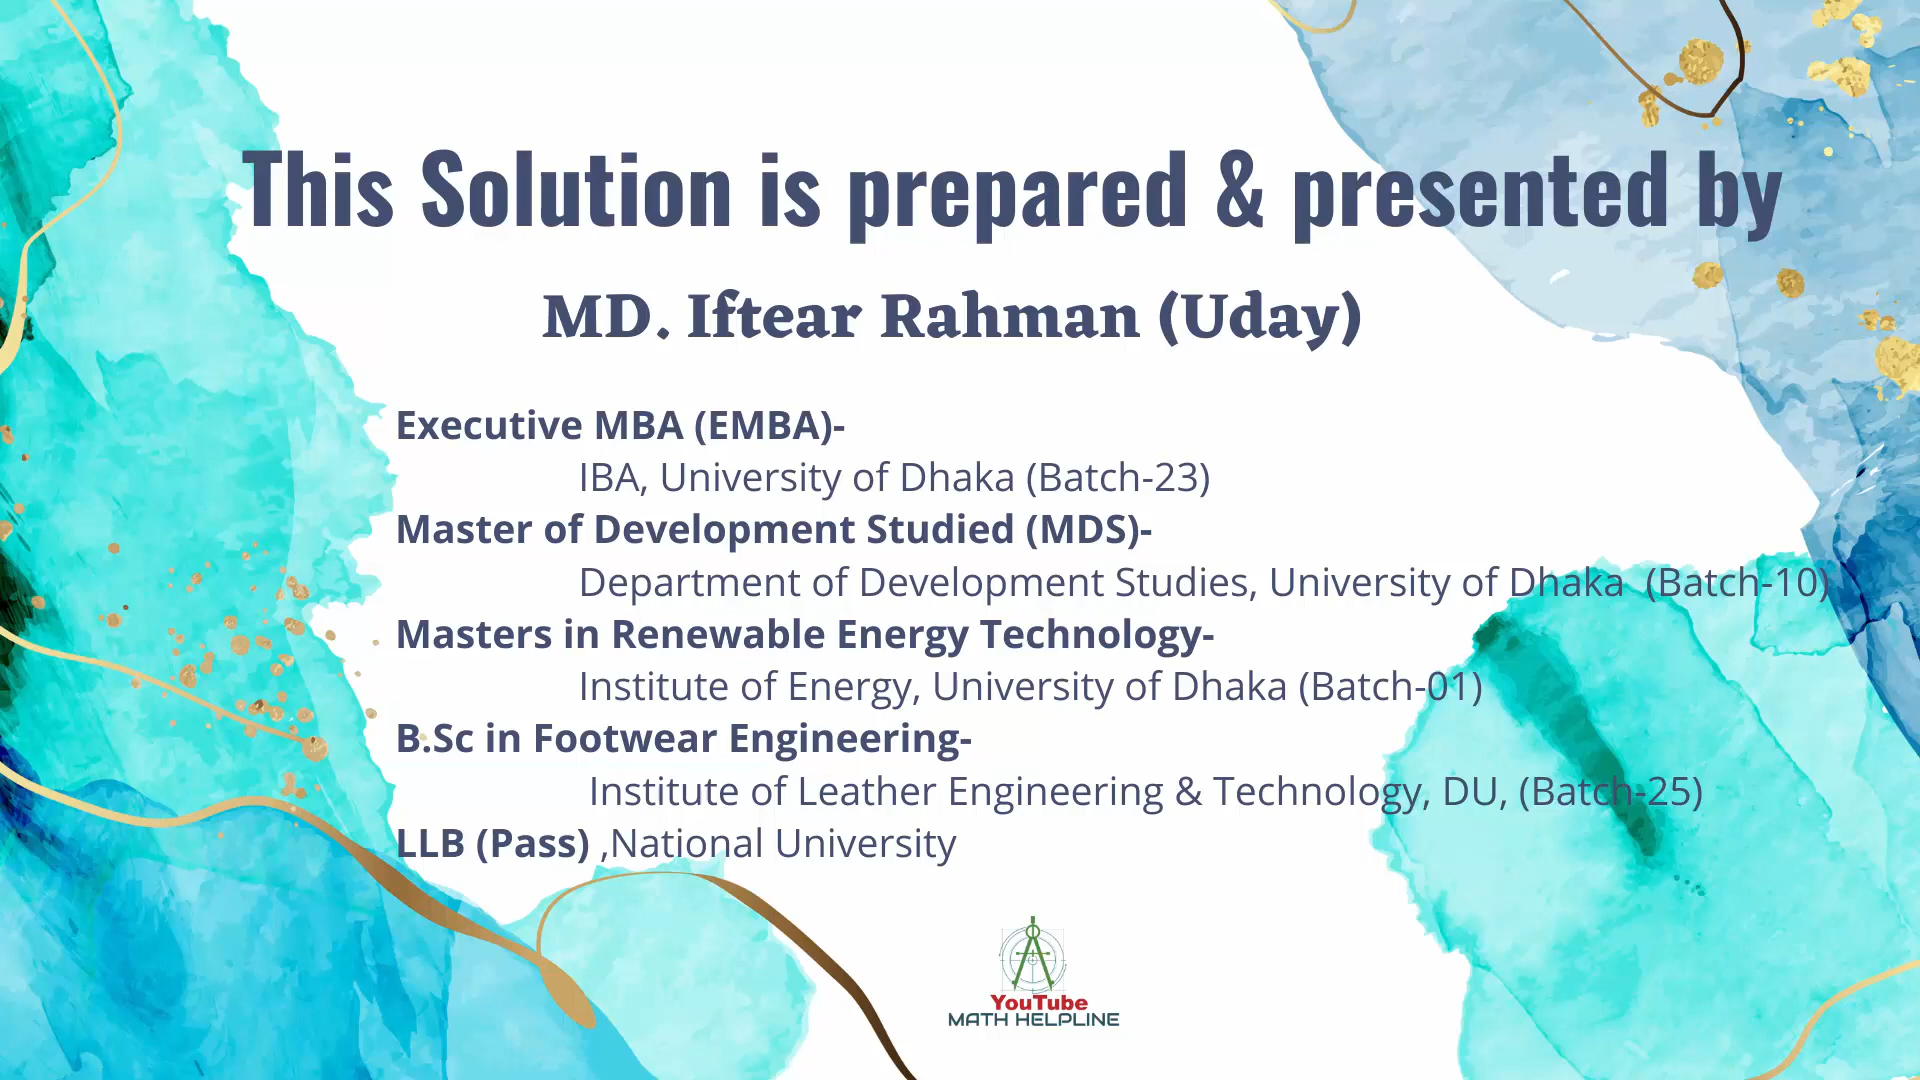 This Solution is prepared & presented by
MD. Iftear Rahman (Uday)
Executive MBA (EMBA)-
IBA, University of Dhaka (Batch-23)
Master of Development Studied (MDS)-
Department of Development Studies, University of Dhaka (Batch-10)
Masters in Renewable Energy Technology-
Institute of Energy, University of Dhaka (Batch-01)
B.Sc in Footwear Engineering-
Institute of Leather Engineering & Technology, DU, (Batch-25)
LLB (Pass) ,National University
YouTube
MATH HELPLINE